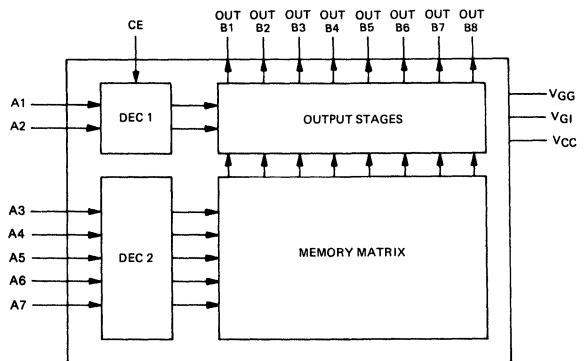 OUT OUT OUT OUT OUT OUT OUT OUT
B1 B2 B3 B4 B5 B6 B7 B8
CE
A1
A2
DEC 1
OUTPUT STAGES
VGG
VGI
VCC
A3
A4
A5
A6
A7
DEC 2
MEMORY MATRIX